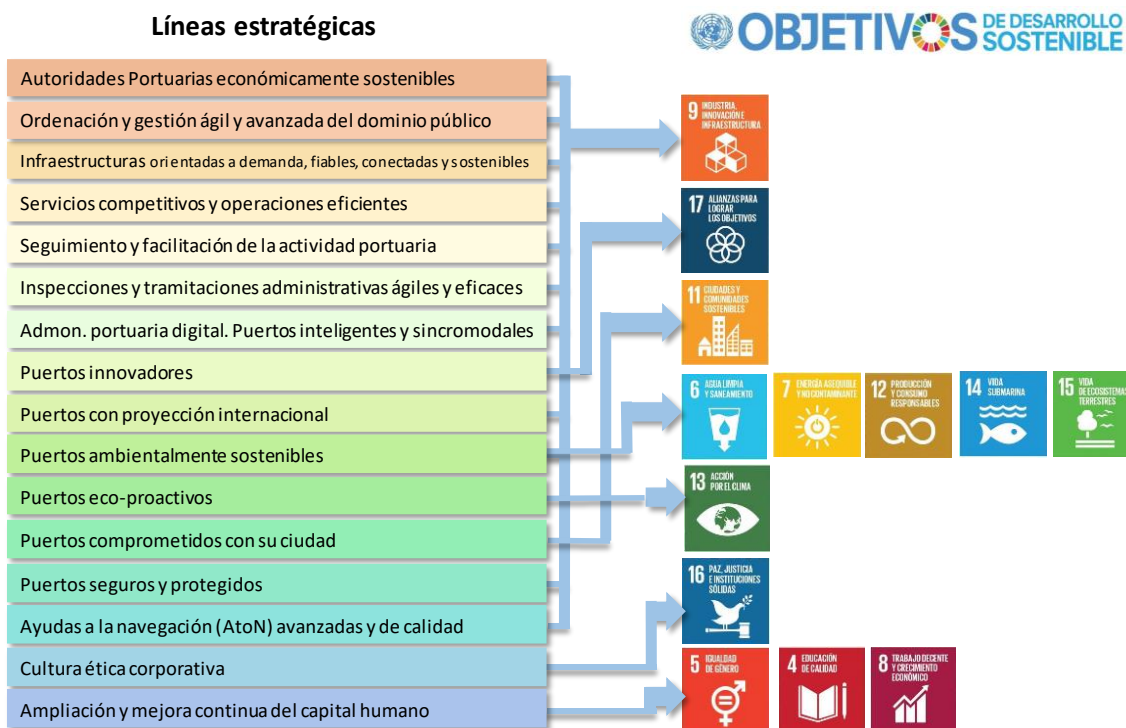 Líneas estratégicas
OBJETIVOS DE DESARROLLO
SOSTENIBLE
Autoridades Portuarias económicamente sostenibles
Ordenación y gestión ágil y avanzada del dominio público
Infraestructuras orientadas a demanda, fiables, conectadas y sostenibles
Servicios competitivos y operaciones eficientes
Seguimiento y facilitación de la actividad portuaria
Inspecciones y tramitaciones administrativas ágiles y eficaces
Admon. portuaria digital. Puertos inteligentes y sincromodales
Puertos innovadores
Puertos con proyección internacional
Puertos ambientalmente sostenibles
Puertos eco-proactivos
Puertos comprometidos con su ciudad
Puertos seguros y protegidos
Ayudas a la navegación (AtoN) avanzadas y de calidad
Cultura ética corporativa
Ampliación y mejora continua del capital humano
9 INDUSTRIA,
INNOVACIÓN E
INFRAESTRUCTURA
17 ALIANZAS PARA
LOGRAR
LOS OBJETIVOS
11 CIUDADES Y
COMUNIDADES
SOSTENIBLES
6 AGUA LIMPIA
Y SANEAMIENTO
7 ENERGÍA ASEQUIBLE
Y NO CONTAMINANTE
12 PRODUCCIÓN
Y CONSUMO
RESPONSABLES
14 VIDA
SUBMARINA
15 VIDA
DE ECOSISTEMAS
TERRESTRES
13 ACCIÓN
POR EL CLIMA
16 PAZ, JUSTICIA
E INSTITUCIONES
SÓLIDAS
5 IGUALDAD
DE GÉNERO
4 EDUCACIÓN
DE CALIDAD
8 TRABAJO DECENTE
Y CRECIMIENTO
ECONÓMICO